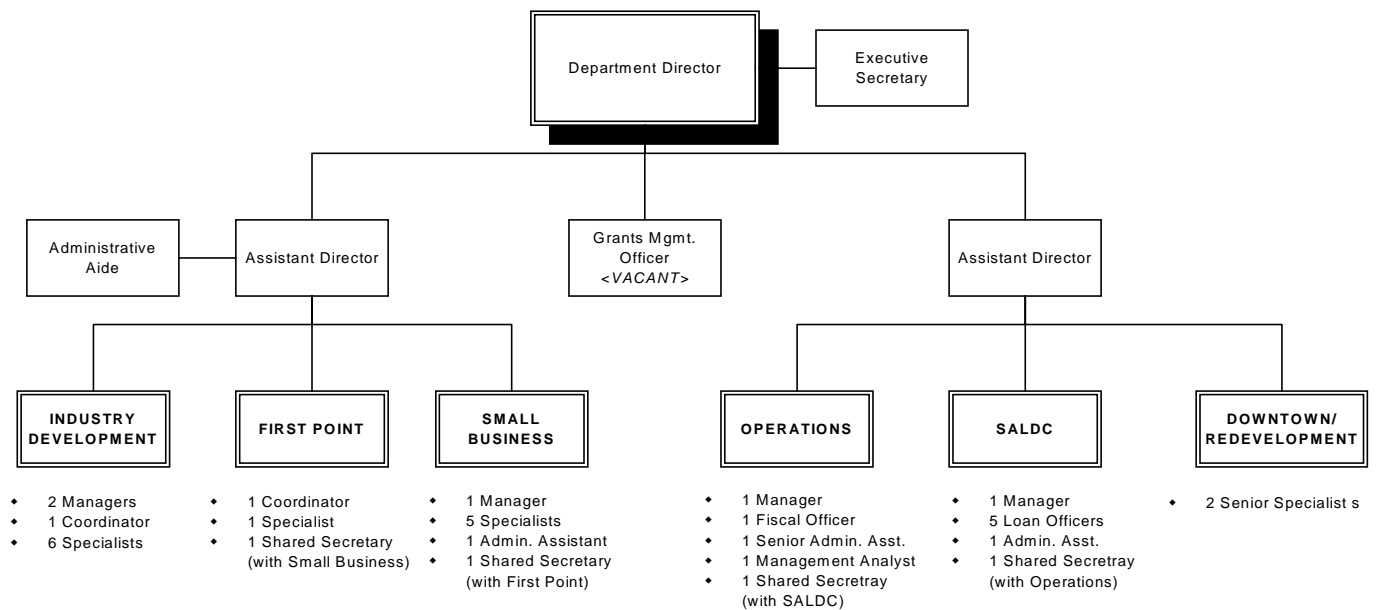 Department Director
Executive
Secretary
Administrative
Aide
Assistant Director
Grants Mgmt.
Officer
<VACANT>
Assistant Director
INDUSTRY
DEVELOPMENT
FIRST POINT
SMALL
BUSINESS
OPERATIONS
SALDC
DOWNTOWN/
REDEVELOPMENT
◆ 2 Managers
◆ 1 Coordinator
◆ 6 Specialists
◆ 1 Coordinator
◆ 1 Specialist
◆ 1 Shared Secretary
(with Small Business)
◆ 1 Manager
◆ 5 Specialists
◆ 1 Admin. Assistant
◆ 1 Shared Secretary
(with First Point)
◆ 1 Manager
◆ 1 Fiscal Officer
◆ 1 Senior Admin. Asst.
◆ 1 Management Analyst
◆ 1 Shared Secretray
(with SALDC)
◆ 1 Manager
◆ 5 Loan Officers
◆ 1 Admin. Asst.
◆ 1 Shared Secretray
(with Operations)
◆ 2 Senior Specialist s